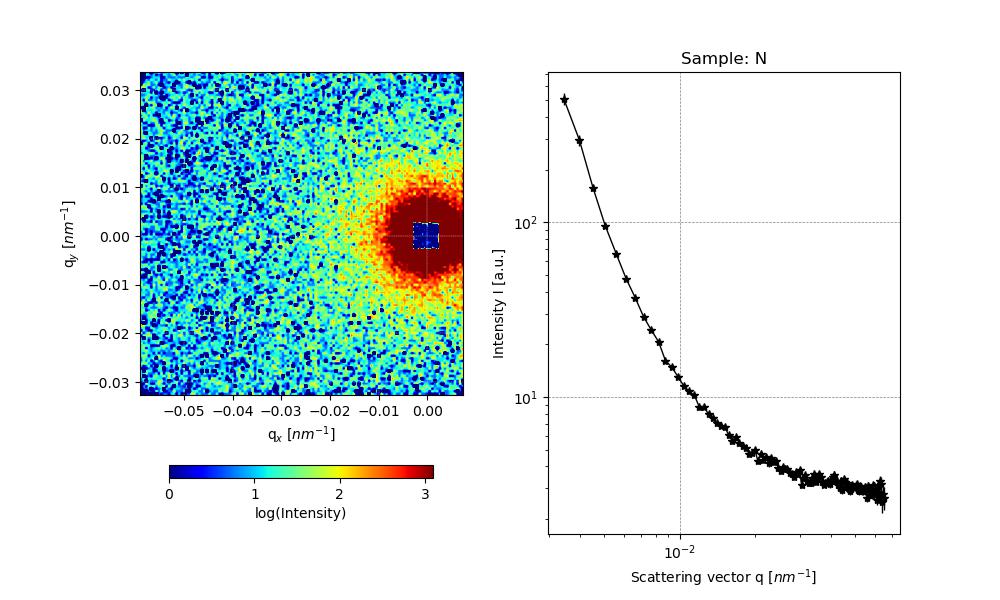 0.03
0.02
0.01
0.00
−0.01
−0.02
−0.03
q_y [nm^{-1}]
−0.05 −0.04 −0.03 −0.02 −0.01 0.00
q_x [nm^{-1}]
0 1 2 3
log(Intensity)
Sample: N
10^2
10^1
Intensity I [a.u.]
10^{-2}
Scattering vector q [nm^{-1}]